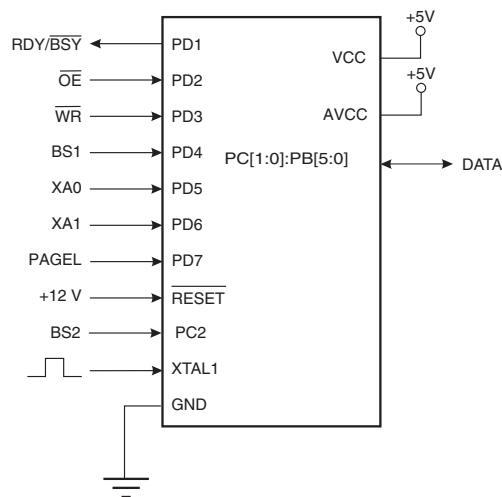 RDY/BSY PD1
OE PD2
WR PD3
BS1 PD4
XA0 PD5
XA1 PD6
PAGEL PD7
+12 V RESET
BS2 PC2
XTAL1
GND
+5V
VCC
+5V
AVCC
PC[1:0]:PB[5:0]
DATA